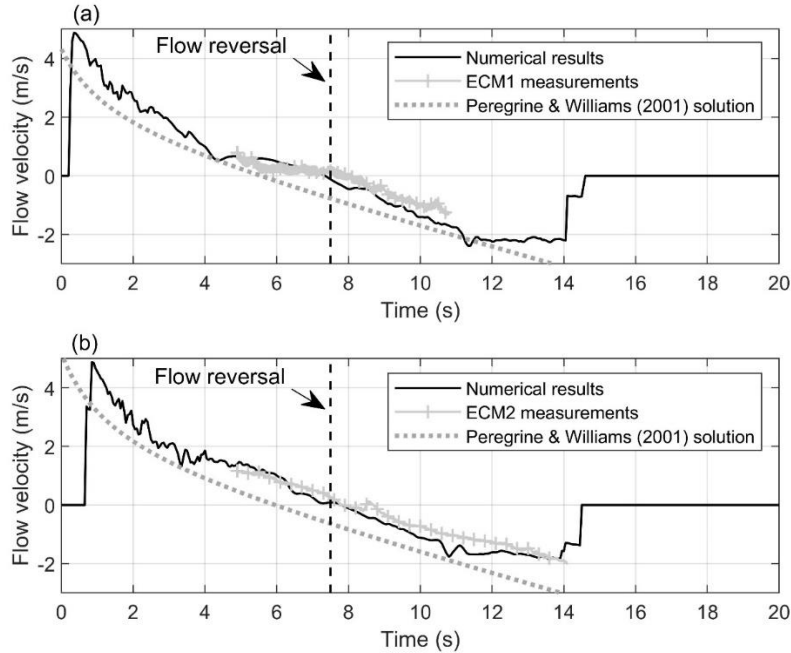 (a)
Flow reversal
Numerical results
ECM1 measurements
Peregrine & Williams (2001) solution
Flow velocity (m/s)
4
2
0
-2
0 2 4 6 8 10 12 14 16 18 20
Time (s)
(b)
Flow reversal
Numerical results
ECM2 measurements
Peregrine & Williams (2001) solution
Flow velocity (m/s)
4
2
0
-2
0 2 4 6 8 10 12 14 16 18 20
Time (s)